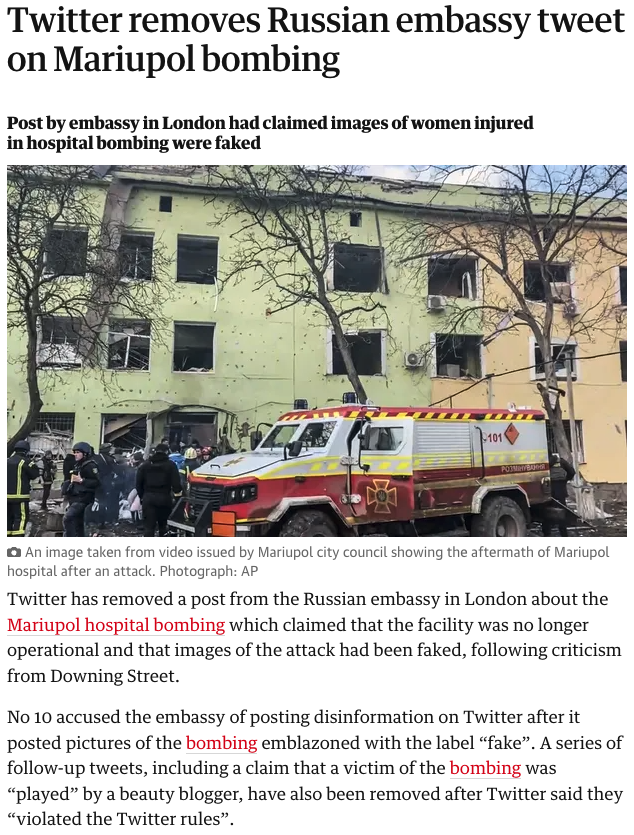 Twitter removes Russian embassy tweet
on Mariupol bombing
Post by embassy in London had claimed images of women injured
in hospital bombing were faked
101
РОЗМІНУВАННЯ
An image taken from video issued by Mariupol city council showing the aftermath of Mariupol
hospital after an attack. Photograph: AP
Twitter has removed a post from the Russian embassy in London about the
Mariupol hospital bombing which claimed that the facility was no longer
operational and that images of the attack had been faked, following criticism
from Downing Street.
No 10 accused the embassy of posting disinformation on Twitter after it
posted pictures of the bombing emblazoned with the label “fake”. A series of
follow-up tweets, including a claim that a victim of the bombing was
“played” by a beauty blogger, have also been removed after Twitter said they
“violated the Twitter rules”.